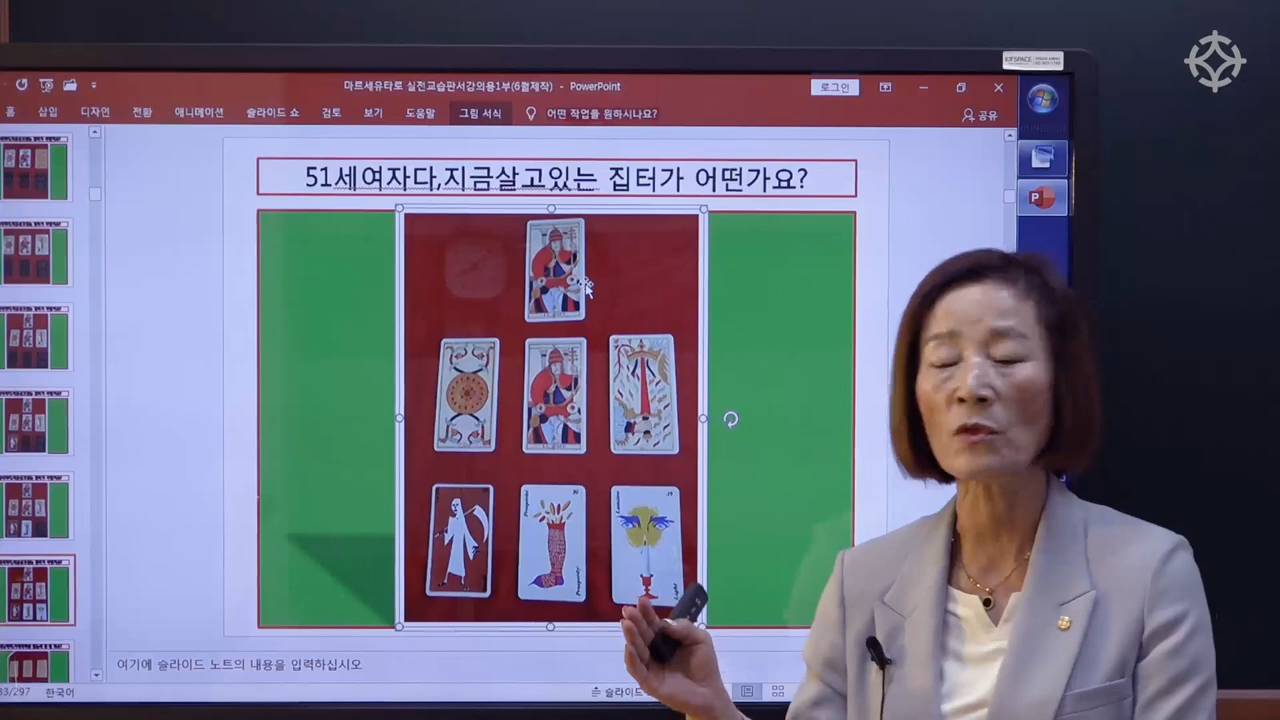 마르세유타로 실전교습판서강의용1부(6월제작) - PowerPoint
로그인
홈 삽입 디자인 전환 애니메이션 슬라이드 쇼 검토 보기 도움말 그림 서식 어떤 작업을 원하시나요? 공유
51세여자다,지금살고있는 집터가 어떤가요?
Prosperity
Light
여기에 슬라이드 노트의 내용을 입력하십시오
33/297 한국어
슬라이드